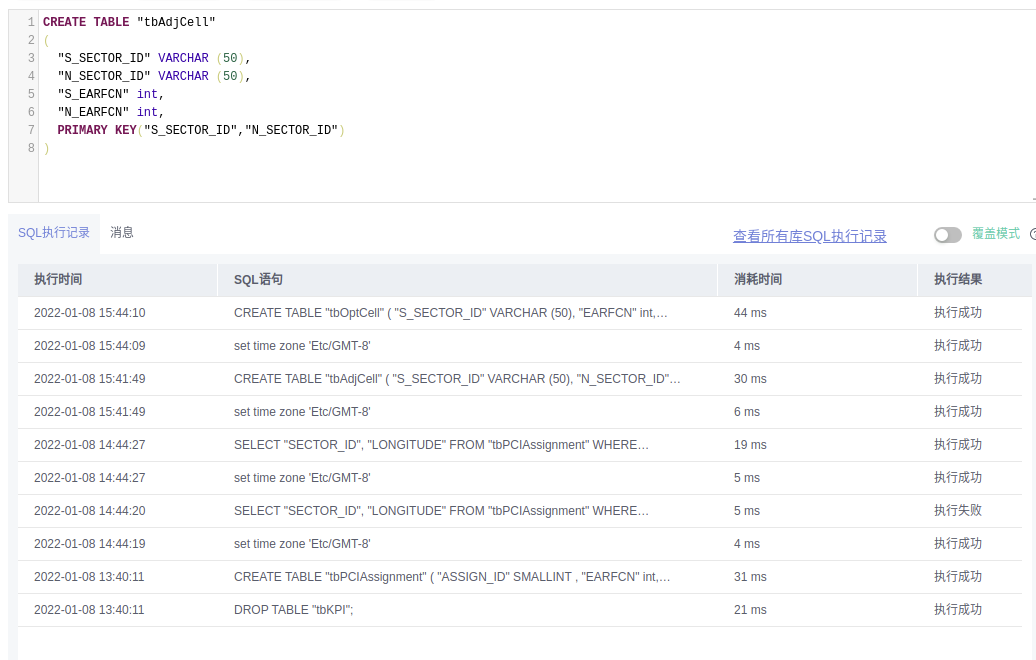 1 CREATE TABLE "tbAdjCell"
2 (
3 "S_SECTOR_ID" VARCHAR (50),
4 "N_SECTOR_ID" VARCHAR (50),
5 "S_EARFCN" int,
6 "N_EARFCN" int,
7 PRIMARY KEY("S_SECTOR_ID","N_SECTOR_ID")
8 )
SQL执行记录 消息 查看所有库SQL执行记录 覆盖模式
执行时间 SQL语句 消耗时间 执行结果
2022-01-08 15:44:10 CREATE TABLE "tbOptCell" ( "S_SECTOR_ID" VARCHAR (50), "EARFCN" int,… 44 ms 执行成功
2022-01-08 15:44:09 set time zone 'Etc/GMT-8' 4 ms 执行成功
2022-01-08 15:41:49 CREATE TABLE "tbAdjCell" ( "S_SECTOR_ID" VARCHAR (50), "N_SECTOR_ID"… 30 ms 执行成功
2022-01-08 15:41:49 set time zone 'Etc/GMT-8' 6 ms 执行成功
2022-01-08 14:44:27 SELECT "SECTOR_ID", "LONGITUDE" FROM "tbPCIAssignment" WHERE… 19 ms 执行成功
2022-01-08 14:44:27 set time zone 'Etc/GMT-8' 5 ms 执行成功
2022-01-08 14:44:20 SELECT "SECTOR_ID", "LONGITUDE" FROM "tbPCIAssignment" WHERE… 5 ms 执行失败
2022-01-08 14:44:19 set time zone 'Etc/GMT-8' 4 ms 执行成功
2022-01-08 13:40:11 CREATE TABLE "tbPCIAssignment" ( "ASSIGN_ID" SMALLINT , "EARFCN" int,… 31 ms 执行成功
2022-01-08 13:40:11 DROP TABLE "tbKPI"; 21 ms 执行成功